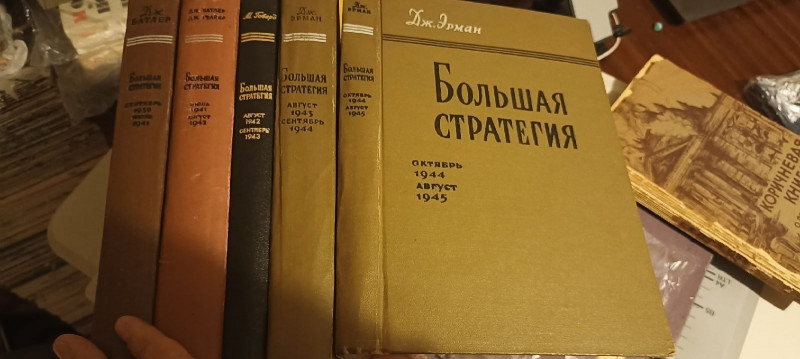 Дж.
БАТЛЕР
БОЛЬШАЯ
СТРАТЕГИЯ
СЕНТЯБРЬ
1939
ИЮНЬ
1941
БОЛЬШАЯ
СТРАТЕГИЯ
ИЮНЬ
1941
АВГУСТ
1942
М. Говард
БОЛЬШАЯ
СТРАТЕГИЯ
АВГУСТ
1942
СЕНТЯБРЬ
1943
Дж.
ЭРМАН
БОЛЬШАЯ
СТРАТЕГИЯ
АВГУСТ
1943
СЕНТЯБРЬ
1944
Дж.
ЭРМАН
БОЛЬШАЯ
СТРАТЕГИЯ
ОКТЯБРЬ
1944
АВГУСТ
1945
Дж. Эрман
БОЛЬШАЯ
СТРАТЕГИЯ
ОКТЯБРЬ
1944
АВГУСТ
1945
КОРИЧНЕВАЯ